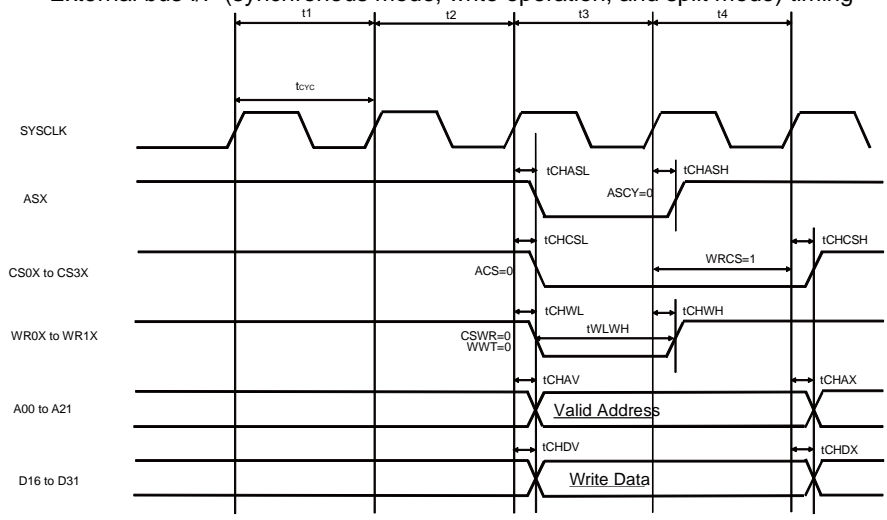 External bus I/F (synchronous mode, write operation, and split mode) timing
t1 t2 t3 t4
tCYC
SYSCLK
tCHASL tCHASH
ASCY=0
ASX
tCHCSL tCHCSH
WRCS=1
ACS=0
CS0X to CS3X
tCHWL tCHWH
tWLWH
CSWR=0
WWT=0
WR0X to WR1X
tCHAV tCHAX
A00 to A21 Valid Address
tCHDV tCHDX
D16 to D31 Write Data